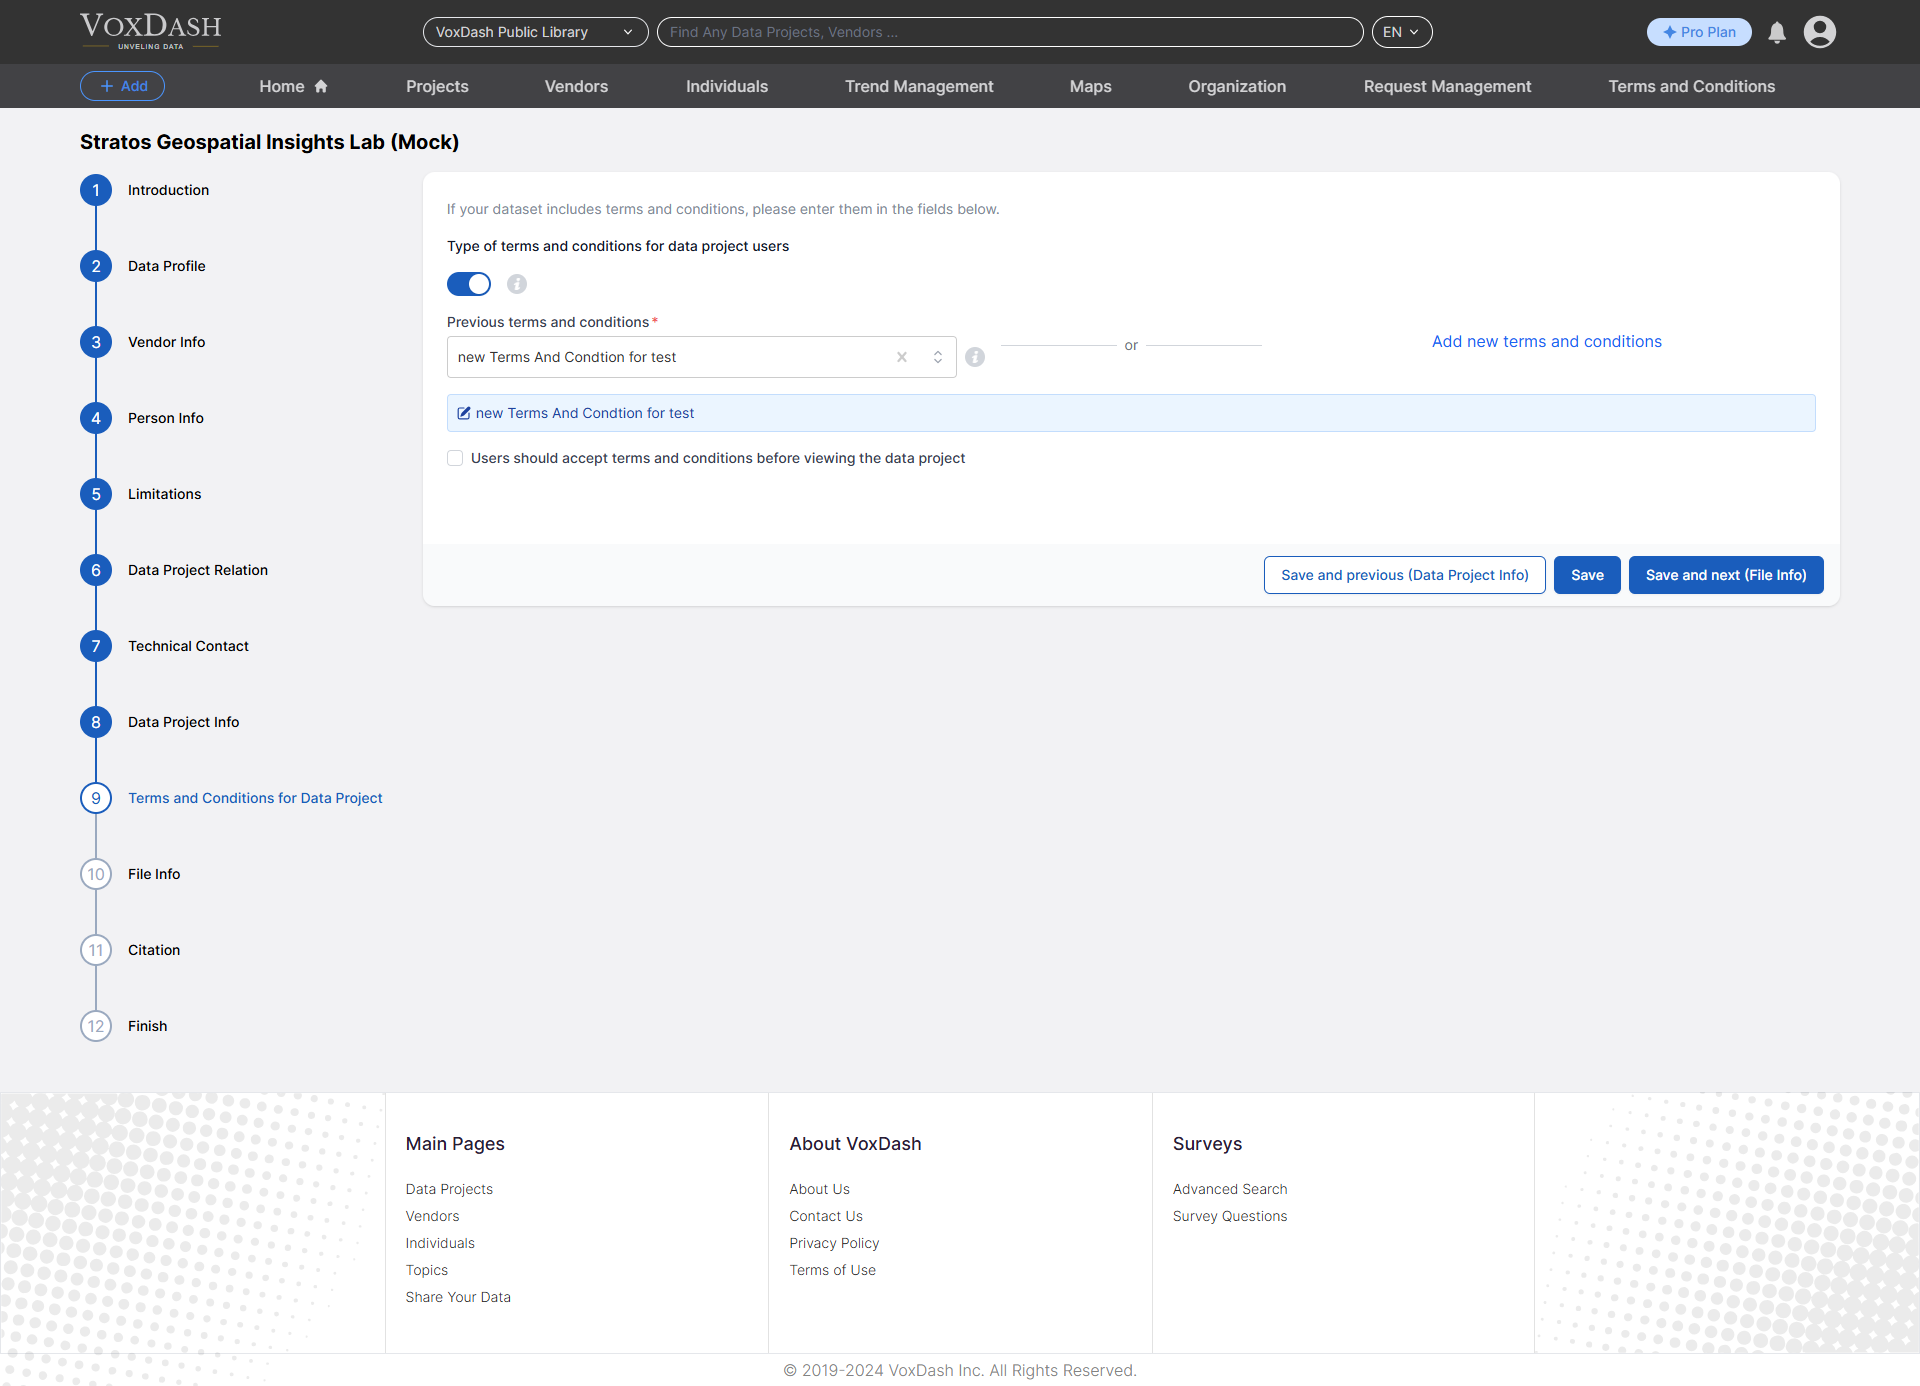 VOXDASH
UNVELING DATA
VoxDash Public Library
Find Any Data Projects, Vendors ...
EN
Pro Plan
Add
Home
Projects
Vendors
Individuals
Trend Management
Maps
Organization
Request Management
Terms and Conditions
Stratos Geospatial Insights Lab (Mock)
1 Introduction
2 Data Profile
3 Vendor Info
4 Person Info
5 Limitations
6 Data Project Relation
7 Technical Contact
8 Data Project Info
9 Terms and Conditions for Data Project
10 File Info
11 Citation
12 Finish
If your dataset includes terms and conditions, please enter them in the fields below.
Type of terms and conditions for data project users
Previous terms and conditions*
new Terms And Condtion for test
or
Add new terms and conditions
new Terms And Condtion for test
Users should accept terms and conditions before viewing the data project
Save and previous (Data Project Info)
Save
Save and next (File Info)
Main Pages
Data Projects
Vendors
Individuals
Topics
Share Your Data
About VoxDash
About Us
Contact Us
Privacy Policy
Terms of Use
Surveys
Advanced Search
Survey Questions
© 2019-2024 VoxDash Inc. All Rights Reserved.